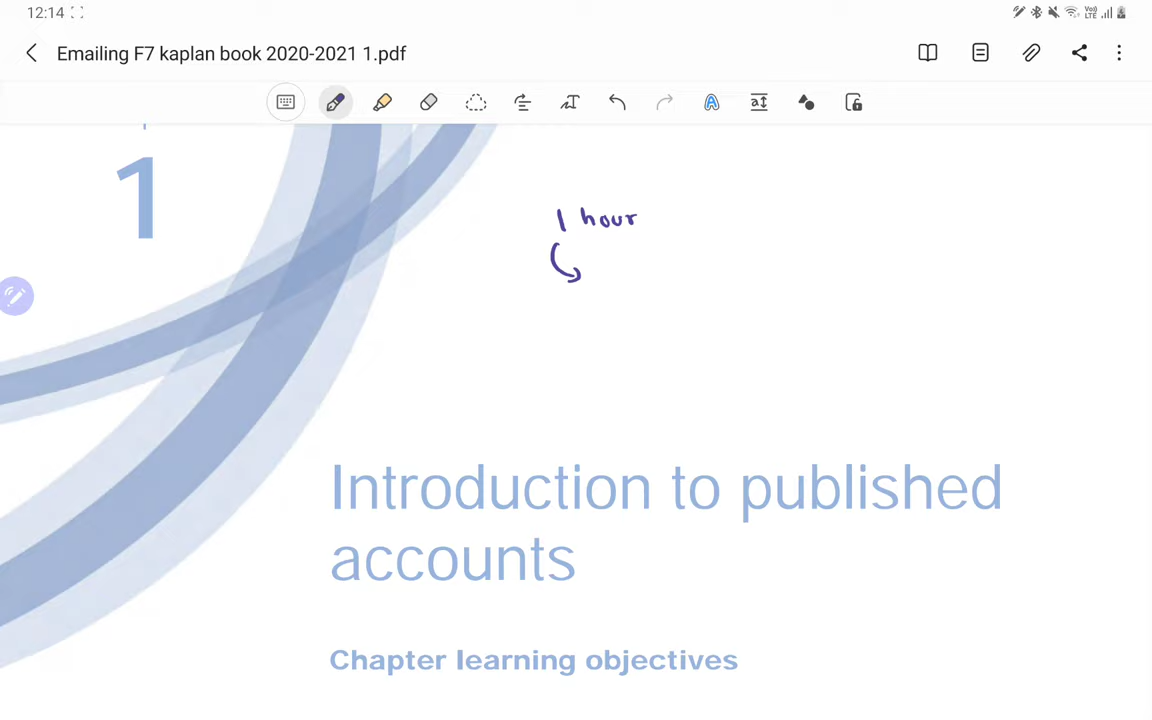 12:14
Emailing F7 kaplan book 2020-2021 1.pdf
1
1 hour
Introduction to published
accounts
Chapter learning objectives